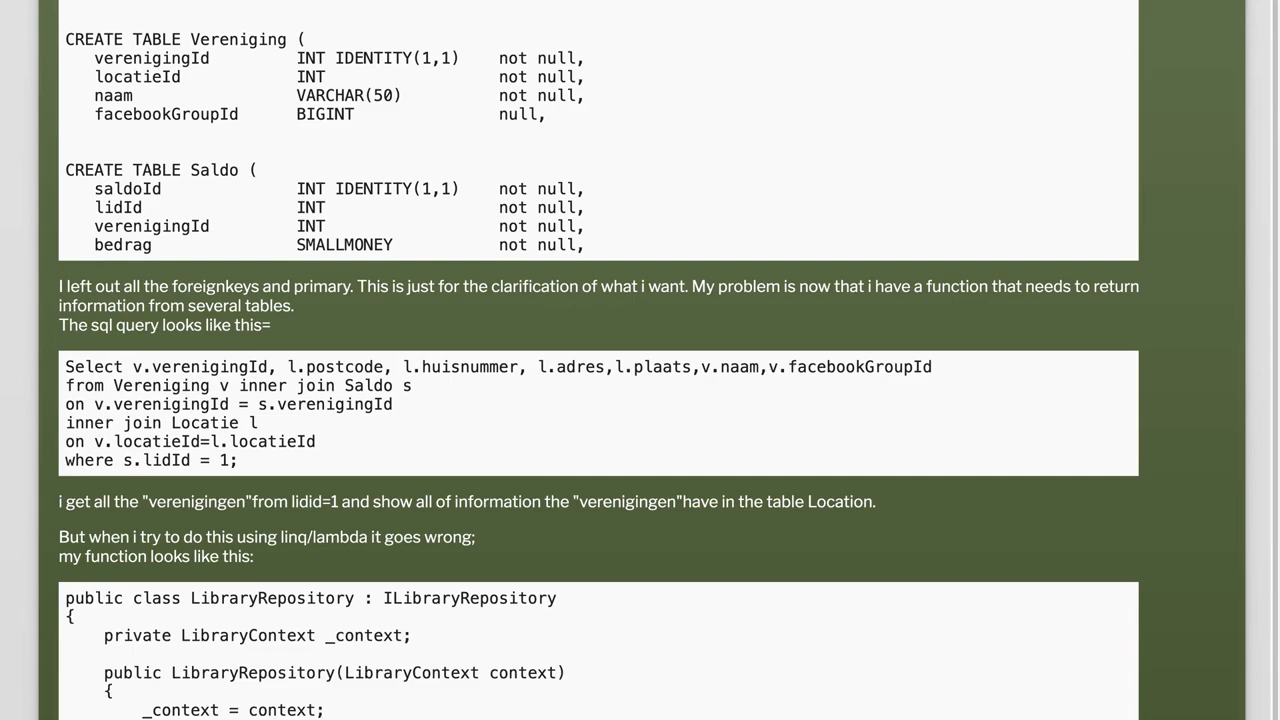 CREATE TABLE Vereniging (
   verenigingId         INT IDENTITY(1,1)    not null,
   locatieId            INT                  not null,
   naam                 VARCHAR(50)          not null,
   facebookGroupId      BIGINT               null,
CREATE TABLE Saldo (
   saldoId              INT IDENTITY(1,1)    not null,
   lidId                INT                  not null,
   verenigingId         INT                  not null,
   bedrag               SMALLMONEY           not null,
I left out all the foreignkeys and primary. This is just for the clarification of what i want. My problem is now that i have a function that needs to return
information from several tables.
The sql query looks like this=
Select v.verenigingId, l.postcode, l.huisnummer, l.adres,l.plaats,v.naam,v.facebookGroupId
from Vereniging v inner join Saldo s
on v.verenigingId = s.verenigingId
inner join Locatie l
on v.locatieId=l.locatieId
where s.lidId = 1;
i get all the "verenigingen"from lidid=1 and show all of information the "verenigingen"have in the table Location.
But when i try to do this using linq/lambda it goes wrong;
my function looks like this:
public class LibraryRepository : ILibraryRepository
{
    private LibraryContext _context;
    public LibraryRepository(LibraryContext context)
    {
        _context = context;